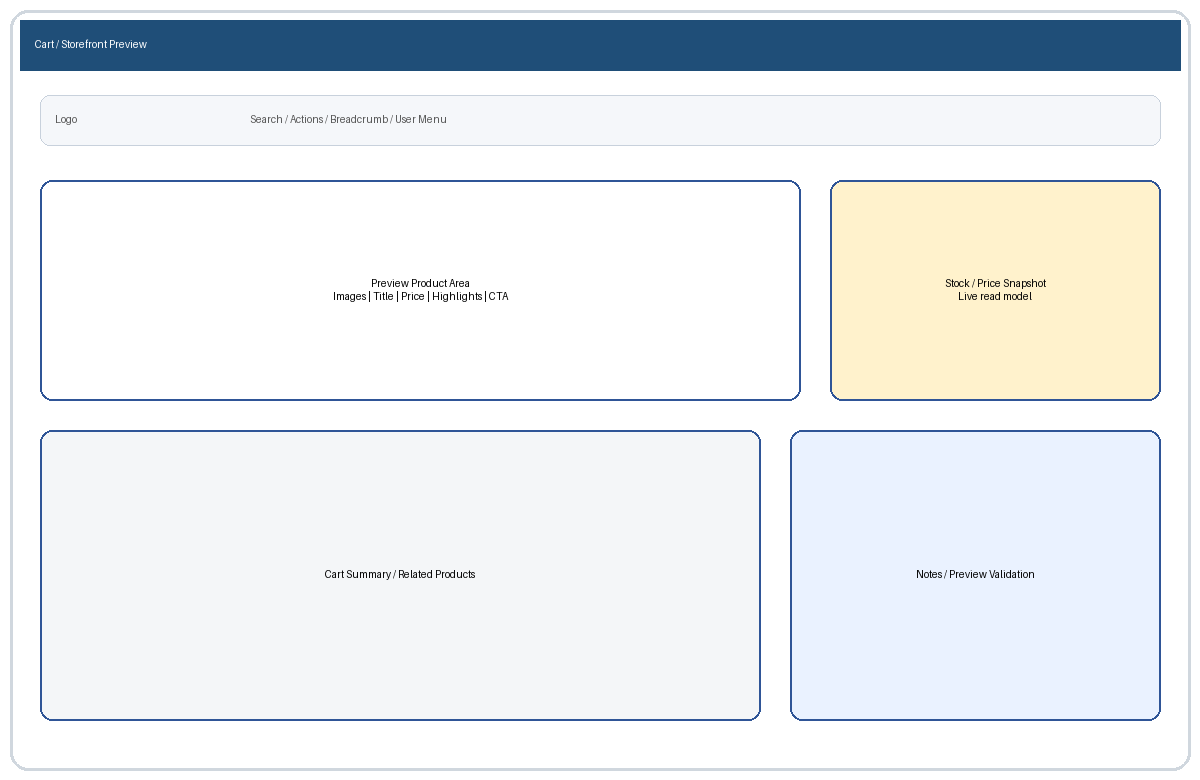 Cart / Storefront Preview
Logo
Search / Actions / Breadcrumb / User Menu
Preview Product Area
Images | Title | Price | Highlights | CTA
Stock / Price Snapshot
Live read model
Cart Summary / Related Products
Notes / Preview Validation